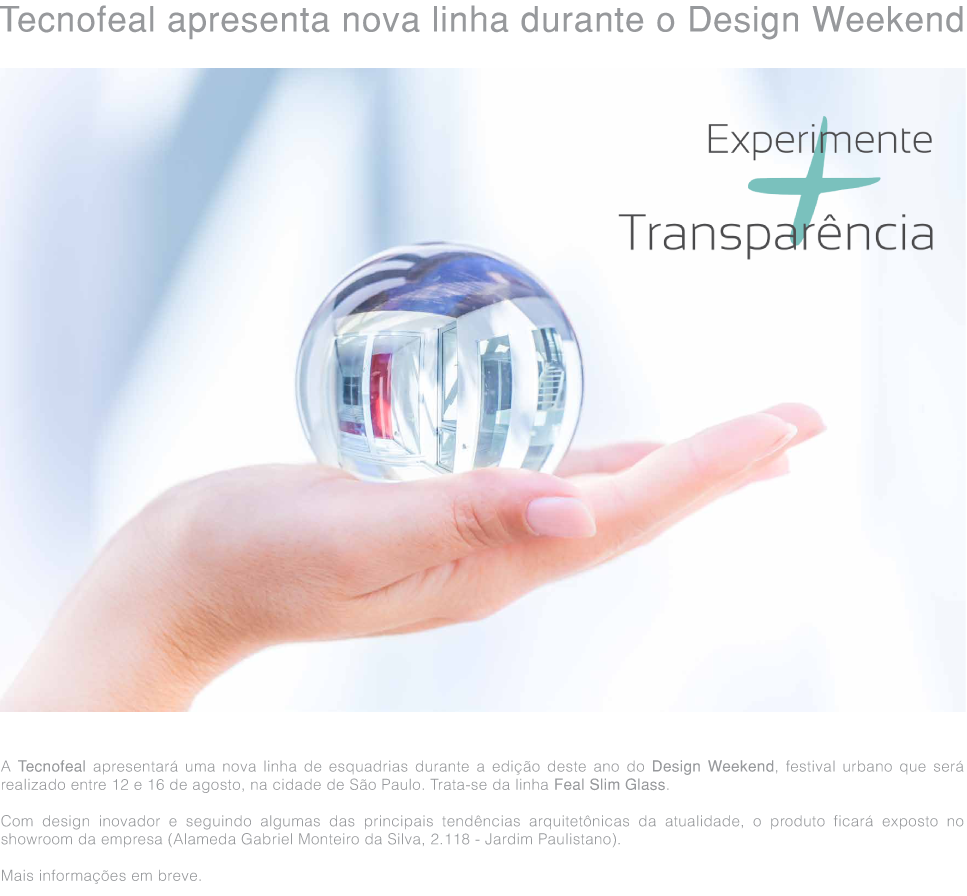 Tecnofeal apresenta nova linha durante o Design Weekend
Experimente
+
Transparência
A Tecnofeal apresentará uma nova linha de esquadrias durante a edição deste ano do Design Weekend, festival urbano que será
realizado entre 12 e 16 de agosto, na cidade de São Paulo. Trata-se da linha Feal Slim Glass.
Com design inovador e seguindo algumas das principais tendências arquitetônicas da atualidade, o produto ficará exposto no
showroom da empresa (Alameda Gabriel Monteiro da Silva, 2.118 - Jardim Paulistano).
Mais informações em breve.